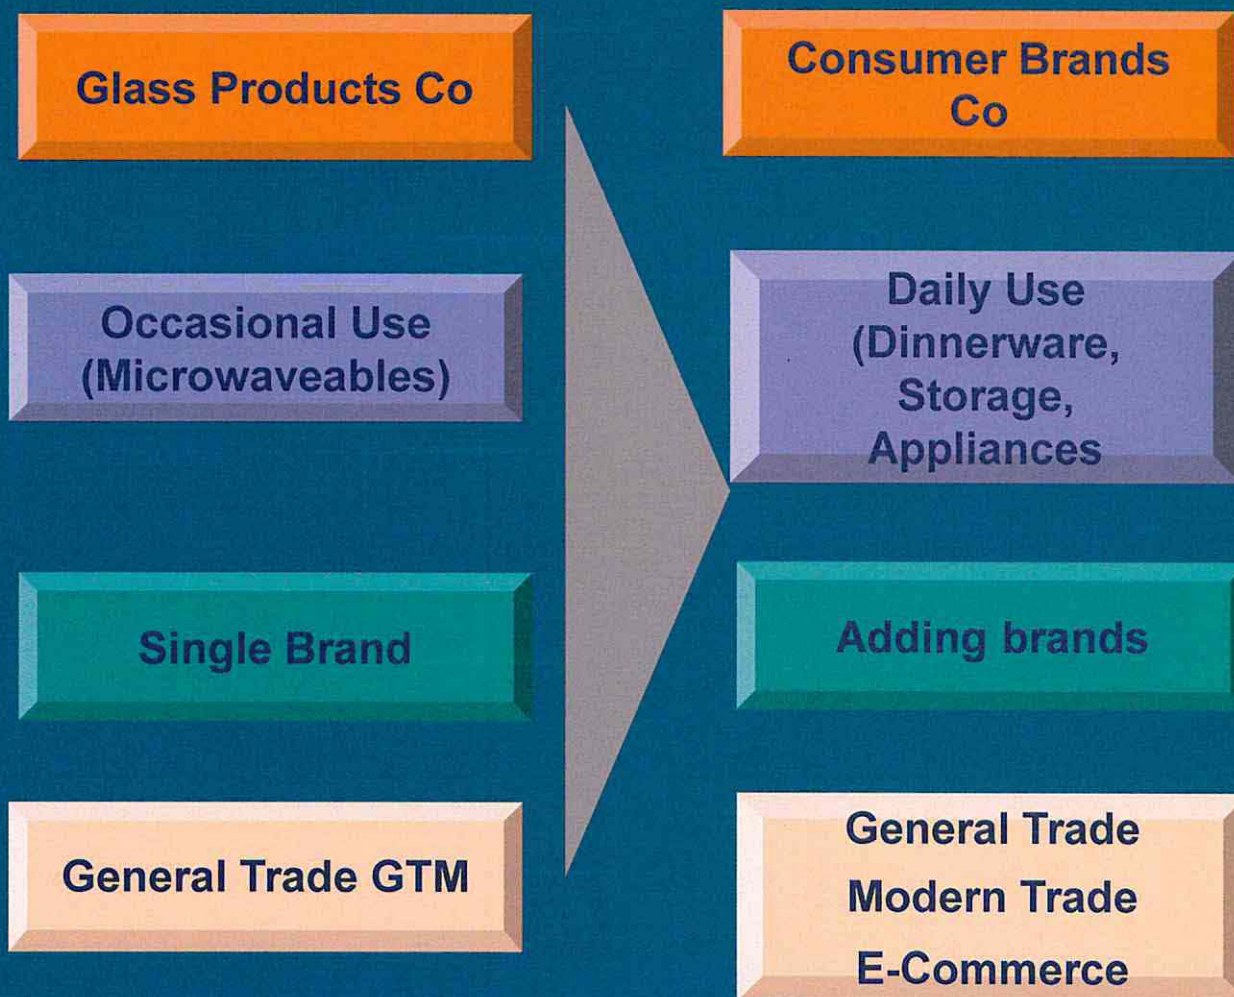 Glass Products Co
Consumer Brands
Co
Occasional Use
(Microwaveables)
Daily Use
(Dinnerware,
Storage,
Appliances
Single Brand
Adding brands
General Trade GTM
General Trade
Modern Trade
E-Commerce